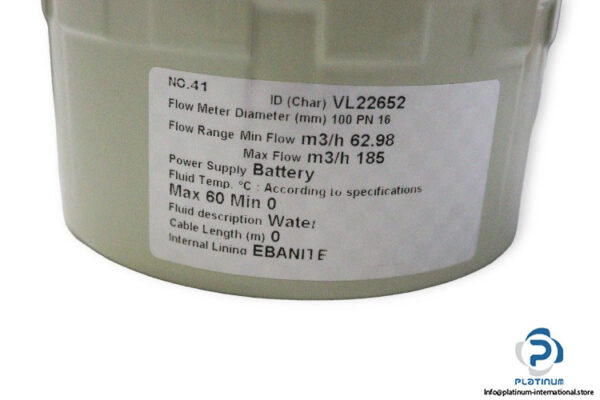 NO.41
ID (Char) VL22652
Flow Meter Diameter (mm) 100 PN 16
Flow Range Min Flow m3/h 62.98
Max Flow m3/h 185
Power Supply Battery
Fluid Temp. °C : According to specifications
Max 60 Min 0
Fluid description Water
Cable Length (m) 0
Internal Lining EBANITE
PLATINUM
Info@platinum-international.store